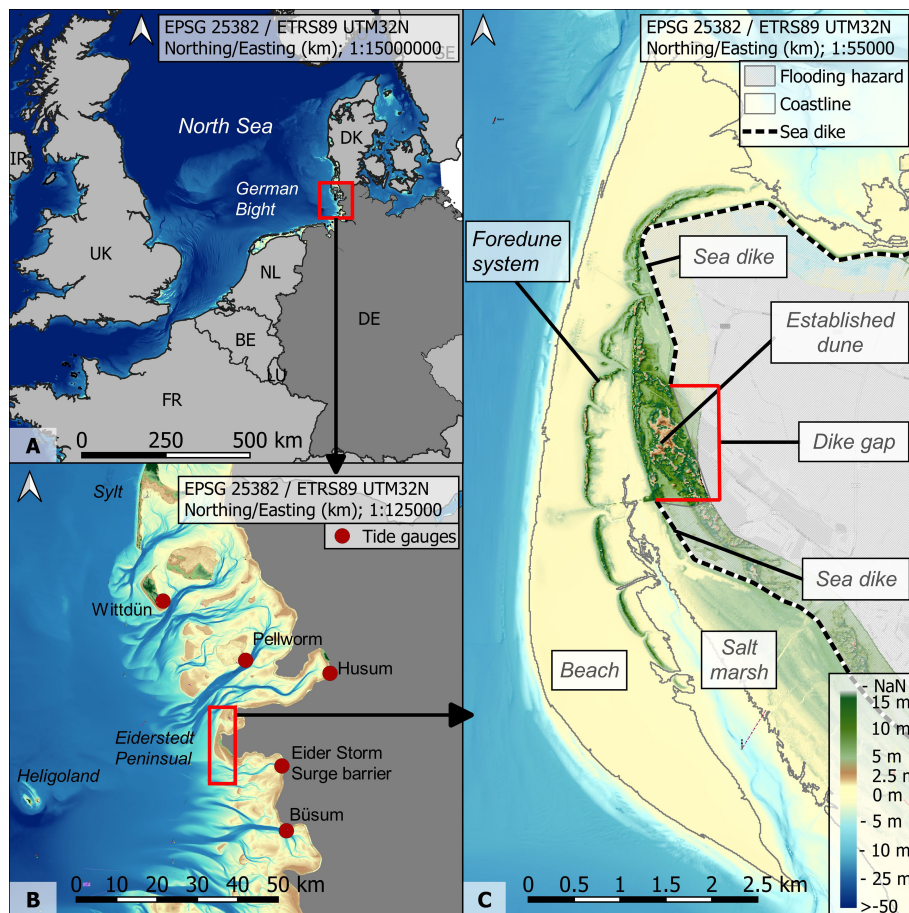 EPSG 25382 / ETRS89 UTM32N
Northing/Easting (km); 1:15000000
SE
North Sea
DK
IR
German
Bight
UK
NL
DE
BE
LU
FR
A
0 250 500 km
EPSG 25382 / ETRS89 UTM32N
Northing/Easting (km); 1:125000
Tide gauges
Sylt
Wittdün
Pellworm
Husum
Eiderstedt
Peninsual
Eider Storm
Surge barrier
Heligoland
Büsum
B
0 10 20 30 40 50 km
EPSG 25382 / ETRS89 UTM32N
Northing/Easting (km); 1:55000
Flooding hazard
Coastline
Sea dike
Foredune
system
Sea dike
Established
dune
Dike gap
Sea dike
Beach
Salt
marsh
- NaN
15 m
10 m
5 m
2.5 m
0 m
- 5 m
- 10 m
- 25 m
>-50
C
0 0.5 1 1.5 2 2.5 km